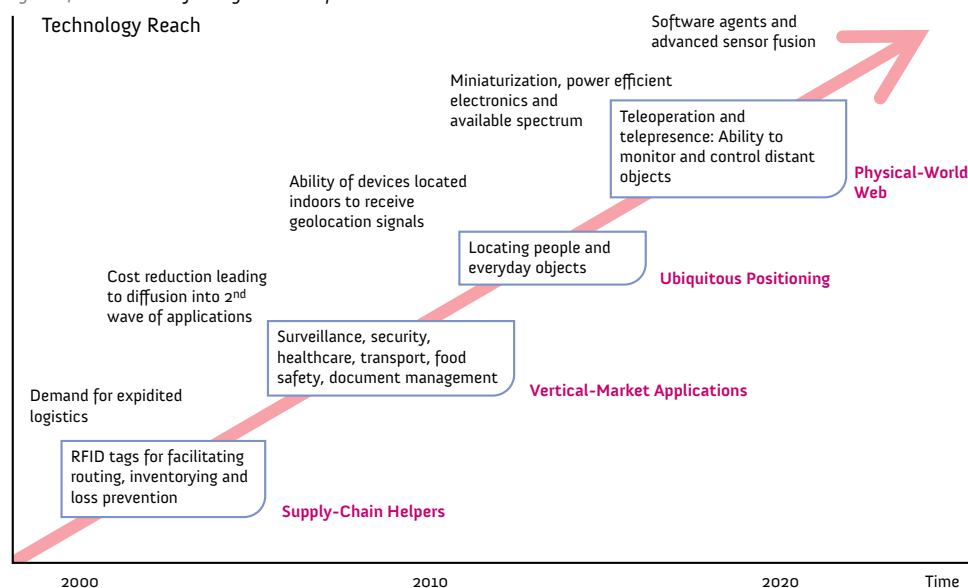 Technology Reach
Software agents and
advanced sensor fusion
Miniaturization, power efficient
electronics and
available spectrum
Teleoperation and
telepresence: Ability to
monitor and control distant
objects
Physical-World
Web
Ability of devices located
indoors to receive
geolocation signals
Locating people and
everyday objects
Ubiquitous Positioning
Cost reduction leading
to diffusion into 2nd
wave of applications
Surveillance, security,
healthcare, transport, food
safety, document management
Vertical-Market Applications
Demand for expidited
logistics
RFID tags for facilitating
routing, inventorying and
loss prevention
Supply-Chain Helpers
2000 2010 2020 Time